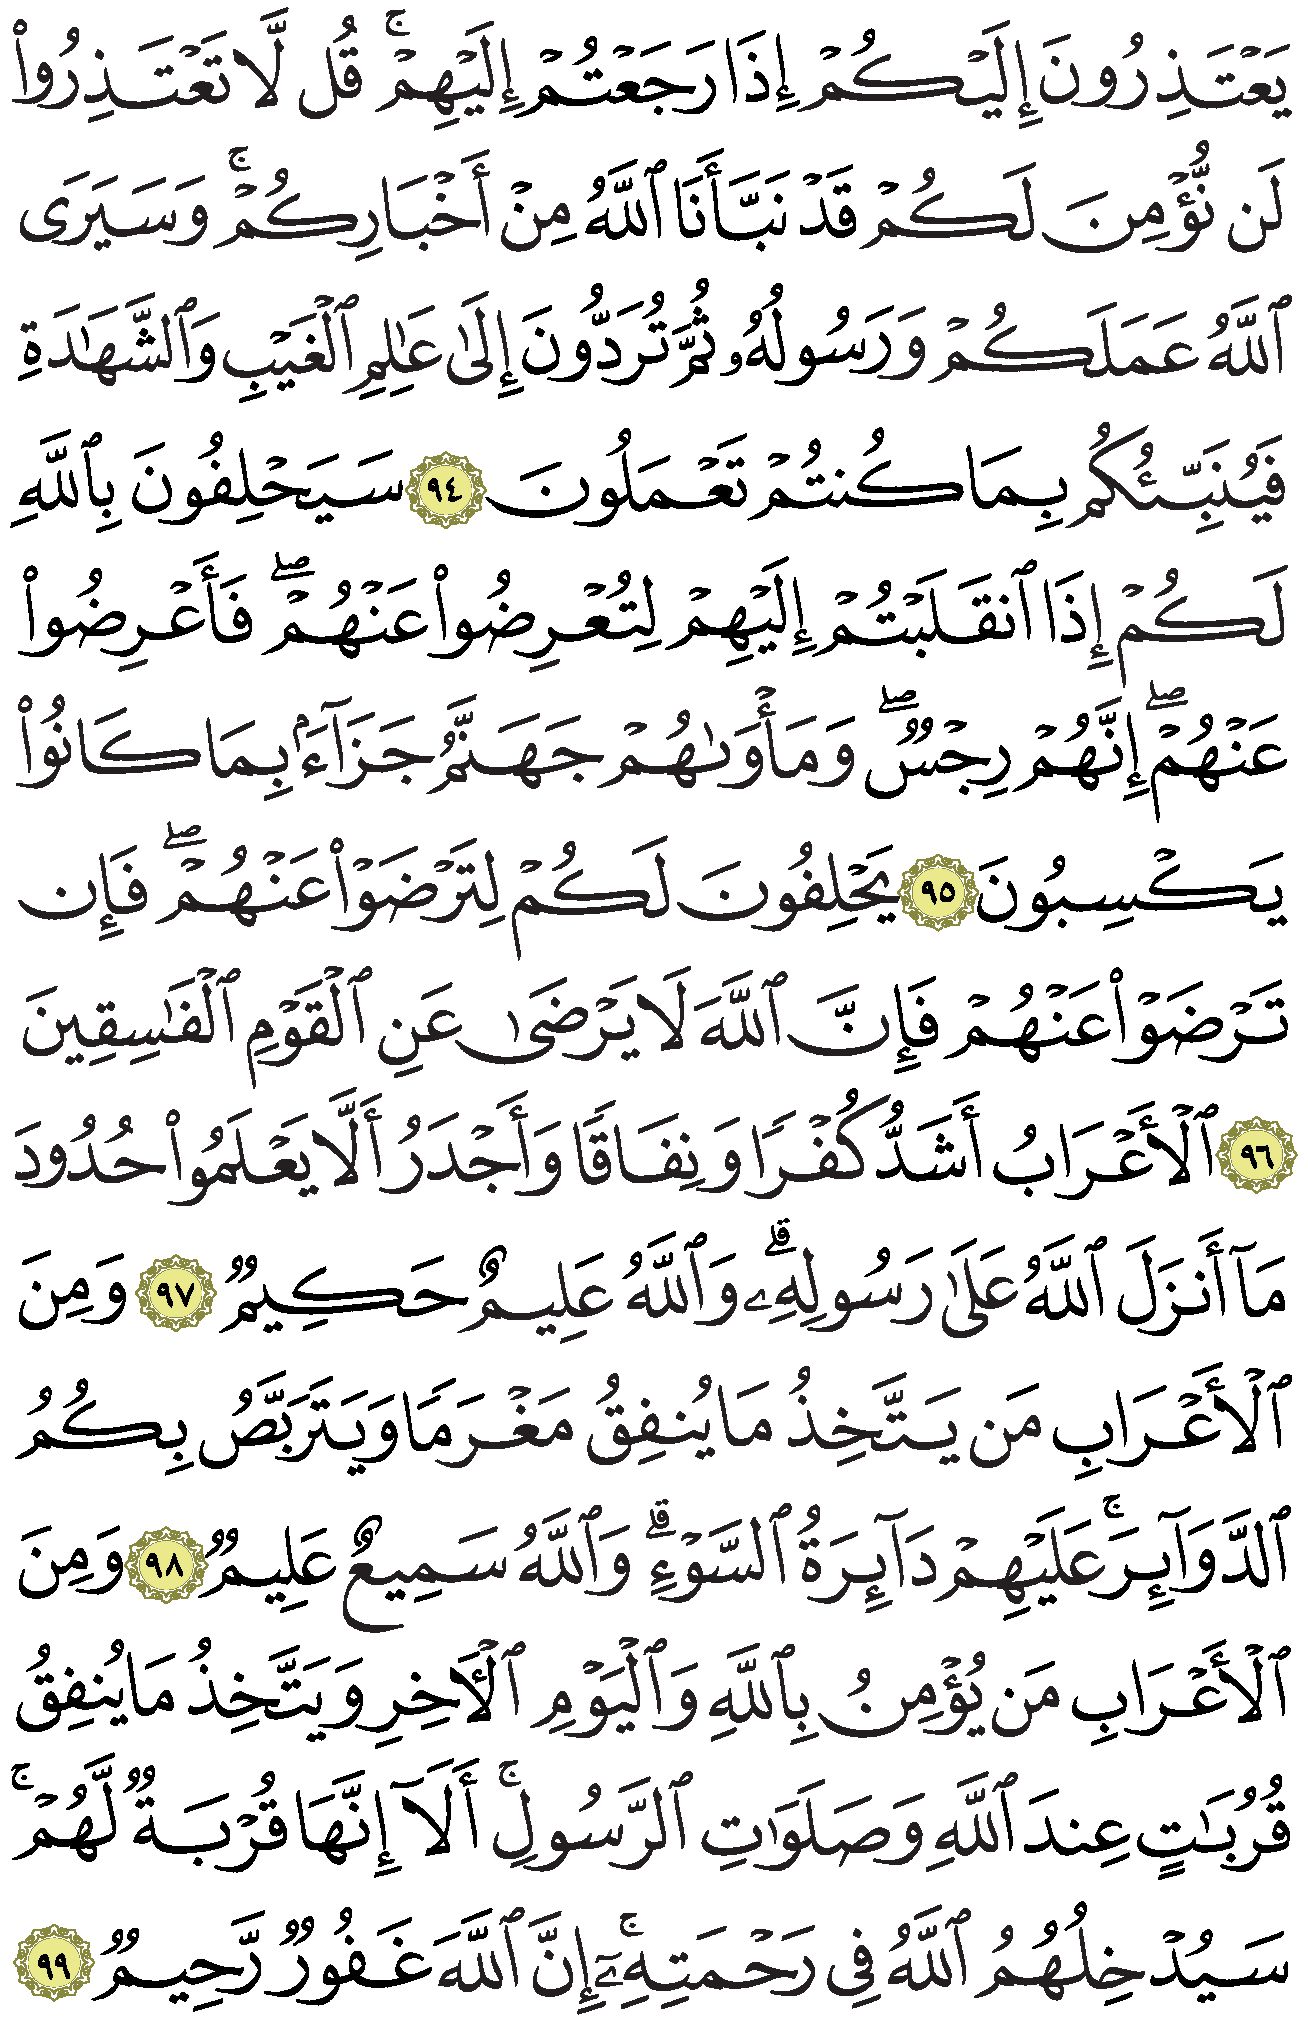 يَعْتَذِرُونَ إِلَيْكُمْ إِذَا رَجَعْتُمْ إِلَيْهِمْ ۚ قُل لَّا تَعْتَذِرُوا۟
لَن نُّؤْمِنَ لَكُمْ قَدْ نَبَّأَنَا ٱللَّهُ مِنْ أَخْبَارِكُمْ ۚ وَسَيَرَى
ٱللَّهُ عَمَلَكُمْ وَرَسُولُهُۥ ثُمَّ تُرَدُّونَ إِلَىٰ عَـٰلِمِ ٱلْغَيْبِ وَٱلشَّهَـٰدَةِ
فَيُنَبِّئُكُم بِمَا كُنتُمْ تَعْمَلُونَ ٩٤ سَيَحْلِفُونَ بِٱللَّهِ
لَكُمْ إِذَا ٱنقَلَبْتُمْ إِلَيْهِمْ لِتُعْرِضُوا۟ عَنْهُمْ ۖ فَأَعْرِضُوا۟
عَنْهُمْ ۖ إِنَّهُمْ رِجْسٌ ۖ وَمَأْوَىٰهُمْ جَهَنَّمُ جَزَآءًۢ بِمَا كَانُوا۟
يَكْسِبُونَ ٩٥ يَحْلِفُونَ لَكُمْ لِتَرْضَوْا۟ عَنْهُمْ ۖ فَإِن
تَرْضَوْا۟ عَنْهُمْ فَإِنَّ ٱللَّهَ لَا يَرْضَىٰ عَنِ ٱلْقَوْمِ ٱلْفَـٰسِقِينَ
٩٦ ٱلْأَعْرَابُ أَشَدُّ كُفْرًا وَنِفَاقًا وَأَجْدَرُ أَلَّا يَعْلَمُوا۟ حُدُودَ
مَآ أَنزَلَ ٱللَّهُ عَلَىٰ رَسُولِهِۦ ۗ وَٱللَّهُ عَلِيمٌ حَكِيمٌ ٩٧ وَمِنَ
ٱلْأَعْرَابِ مَن يَتَّخِذُ مَا يُنفِقُ مَغْرَمًا وَيَتَرَبَّصُ بِكُمُ
ٱلدَّوَآئِرَ ۚ عَلَيْهِمْ دَآئِرَةُ ٱلسَّوْءِ ۗ وَٱللَّهُ سَمِيعٌ عَلِيمٌ ٩٨ وَمِنَ
ٱلْأَعْرَابِ مَن يُؤْمِنُ بِٱللَّهِ وَٱلْيَوْمِ ٱلْـَٔاخِرِ وَيَتَّخِذُ مَا يُنفِقُ
قُرُبَـٰتٍ عِندَ ٱللَّهِ وَصَلَوَٰتِ ٱلرَّسُولِ ۚ أَلَآ إِنَّهَا قُرْبَةٌ لَّهُمْ ۚ
سَيُدْخِلُهُمُ ٱللَّهُ فِى رَحْمَتِهِۦٓ ۚ إِنَّ ٱللَّهَ غَفُورٌ رَّحِيمٌ ٩٩